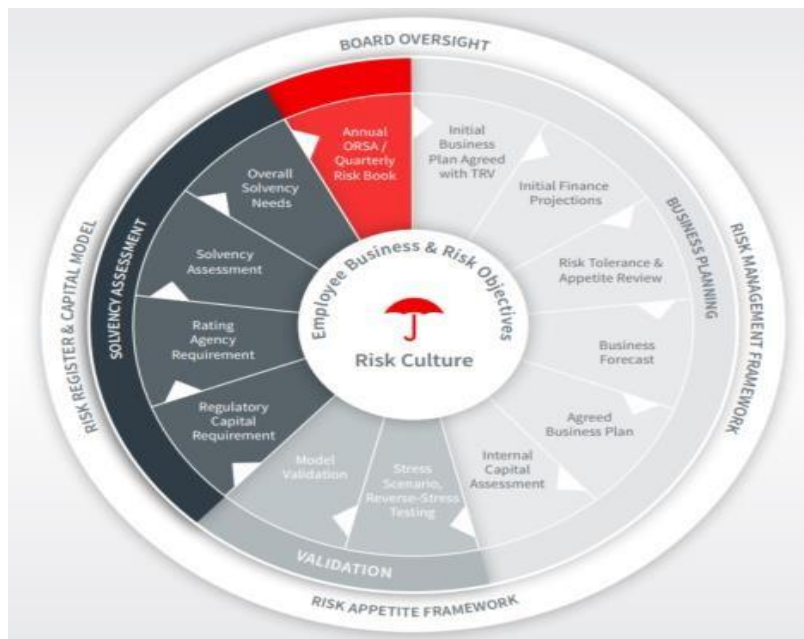 BOARD OVERSIGHT
RISK MANAGEMENT FRAMEWORK
RISK APPETITE FRAMEWORK
RISK REGISTER & CAPITAL MODEL
BUSINESS PLANNING
VALIDATION
SOLVENCY ASSESSMENT
Annual
ORSA /
Quarterly
Risk Book
Initial
Business
Plan Agreed
with TRV
Initial Finance
Projections
Risk Tolerance &
Appetite Review
Business
Forecast
Agreed
Business Plan
Internal
Capital
Assessment
Stress
Scenario,
Reverse-Stress
Testing
Model
Validation
Regulatory
Capital
Requirement
Rating
Agency
Requirement
Solvency
Assessment
Overall
Solvency
Needs
Employee Business & Risk Objectives
Risk Culture